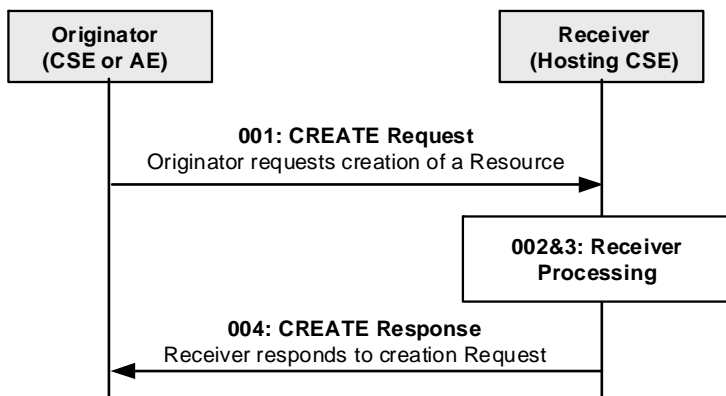 Originator
(CSE or AE)
Receiver
(Hosting CSE)
001: CREATE Request
Originator requests creation of a Resource
002&3: Receiver
Processing
004: CREATE Response
Receiver responds to creation Request